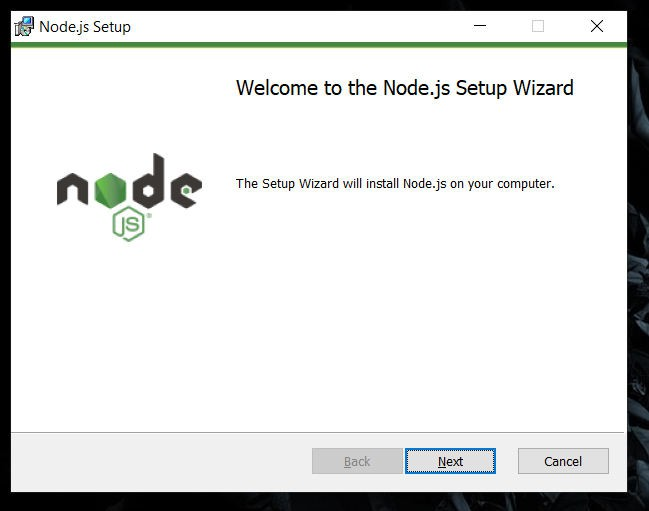 Node.js Setup
Welcome to the Node.js Setup Wizard
The Setup Wizard will install Node.js on your computer.
node
JS®
Back
Next
Cancel